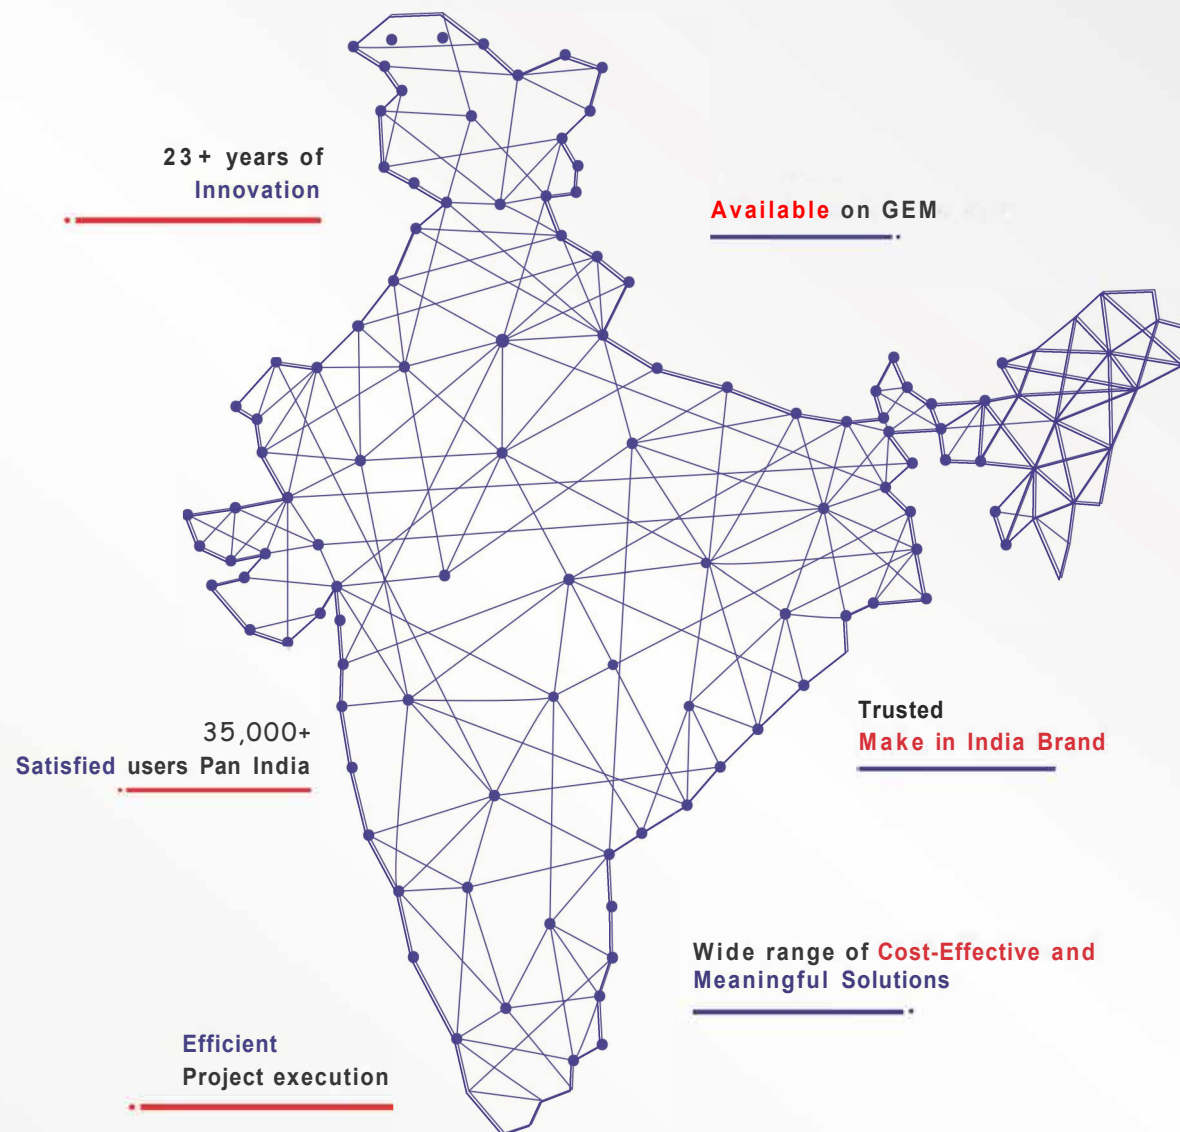 23+ years of
Innovation
Available on GEM
35,000+
Satisfied users Pan India
Trusted
Make in India Brand
Wide range of Cost-Effective and
Meaningful Solutions
Efficient
Project execution